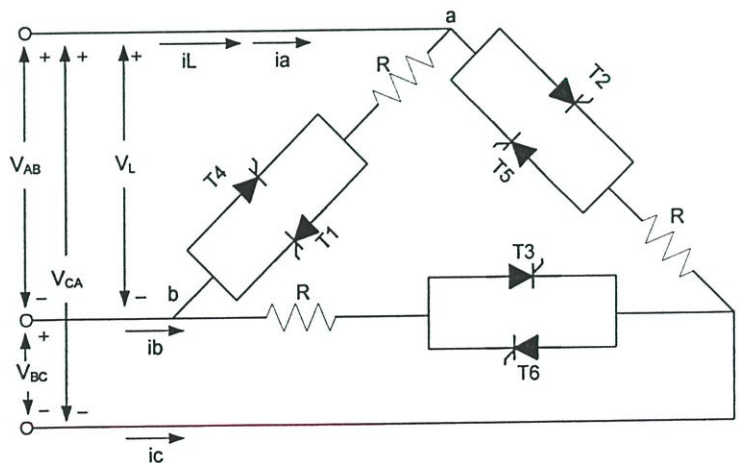 a
+ + +
iL ia
R
T2
T5
T4
T1
VAB
VL
VCA
R
− −
b
T3
R
+
ib
T6
VBC
− −
ic